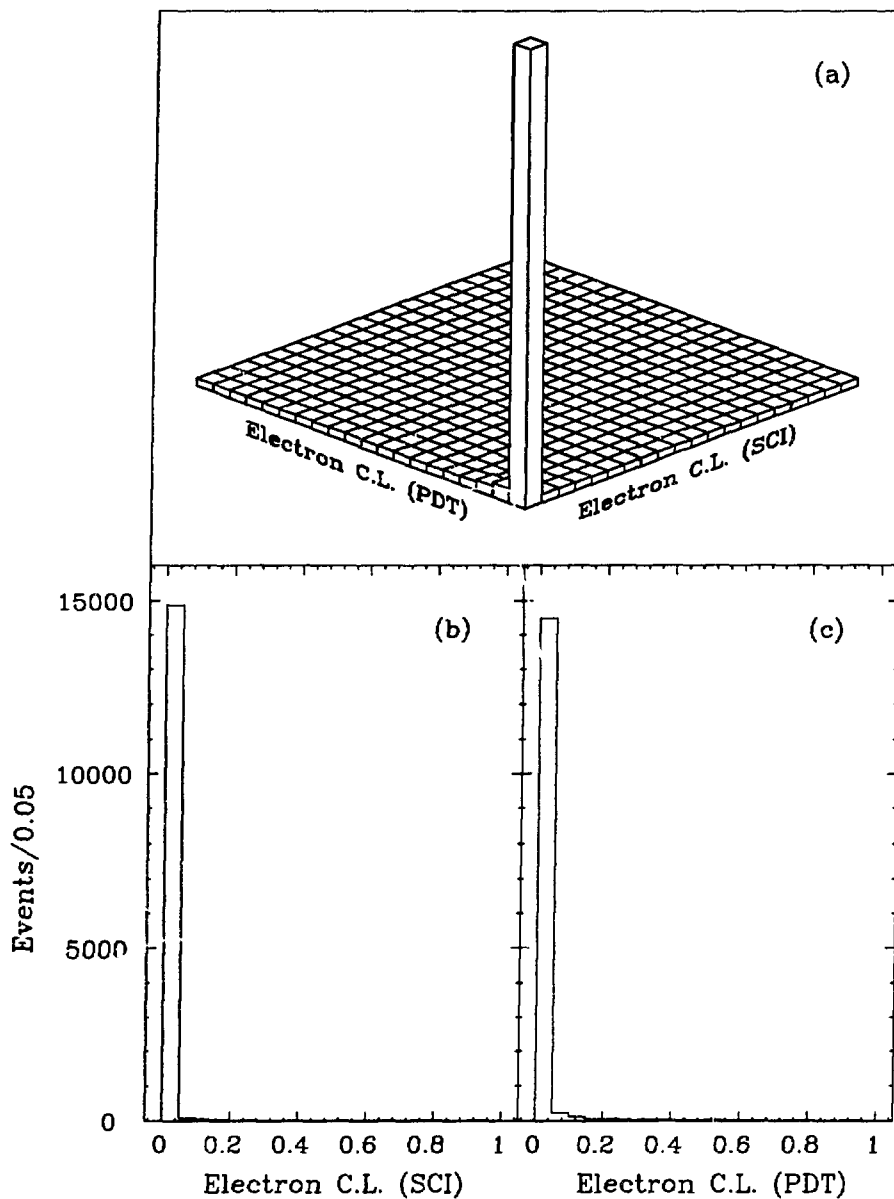 (a)
Electron C.L. (PDT)
Electron C.L. (SCI)
15000
10000
5000
0
Events/0.05
(b)
(c)
0 0.2 0.4 0.6 0.8 1
0 0.2 0.4 0.6 0.8 1
Electron C.L. (SCI)
Electron C.L. (PDT)